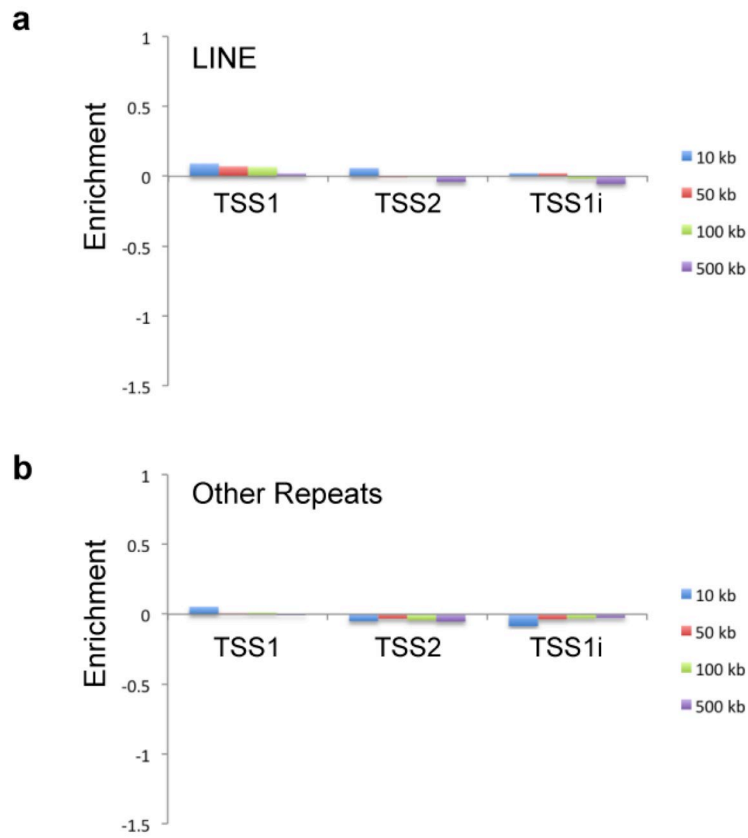 a
LINE
Enrichment
1
0.5
0
-0.5
-1
-1.5
TSS1 TSS2 TSS1i
10 kb
50 kb
100 kb
500 kb
b
Other Repeats
Enrichment
1
0.5
0
-0.5
-1
-1.5
TSS1 TSS2 TSS1i
10 kb
50 kb
100 kb
500 kb